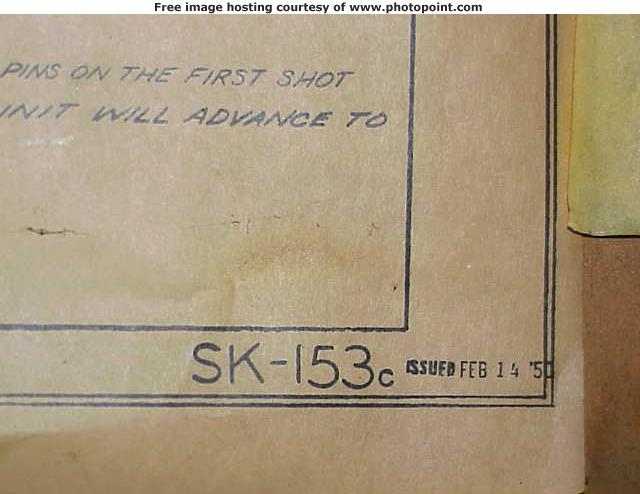 Free image hosting courtesy of www.photopoint.com
PINS ON THE FIRST SHOT
UNIT WILL ADVANCE TO
SK-153c ISSUED FEB 14 '50